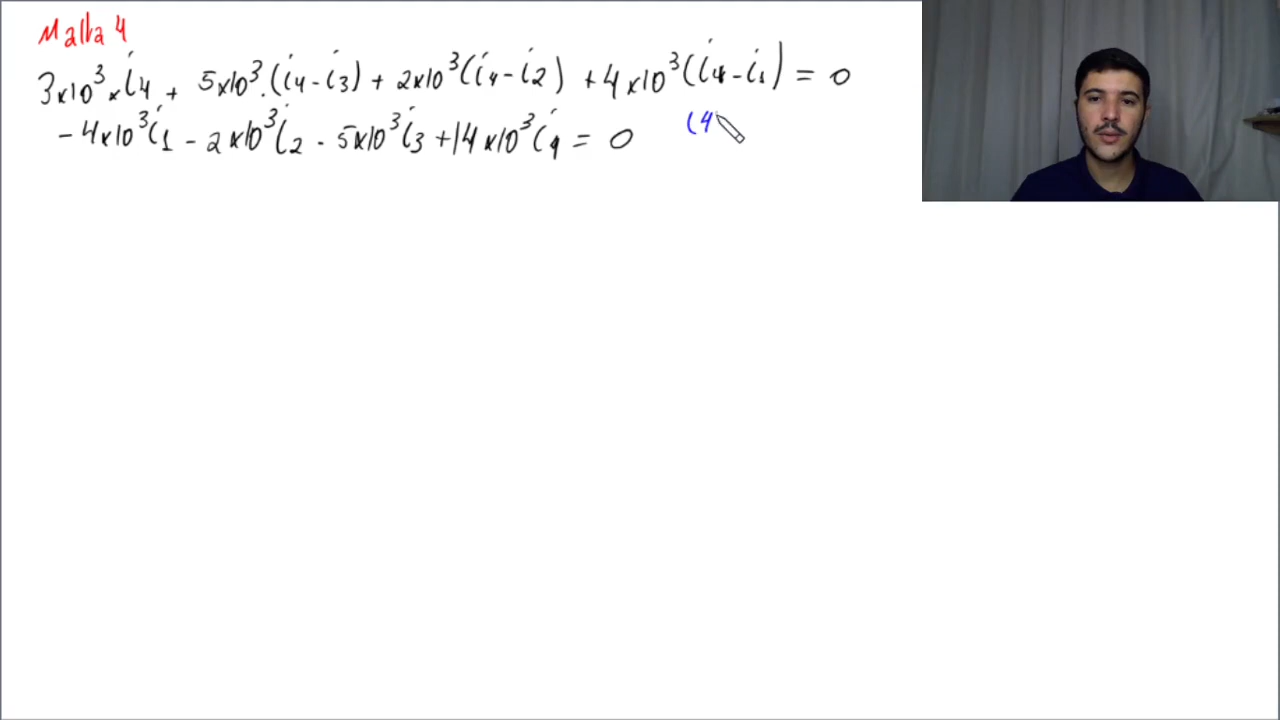 Malha 4
3x10³ x i4 + 5x10³.(i4 - i3) + 2x10³(i4 - i2) + 4x10³(i4 - i1) = 0
- 4x10³i1 - 2x10³i2 - 5x10³i3 + 14x10³i4 = 0 (4